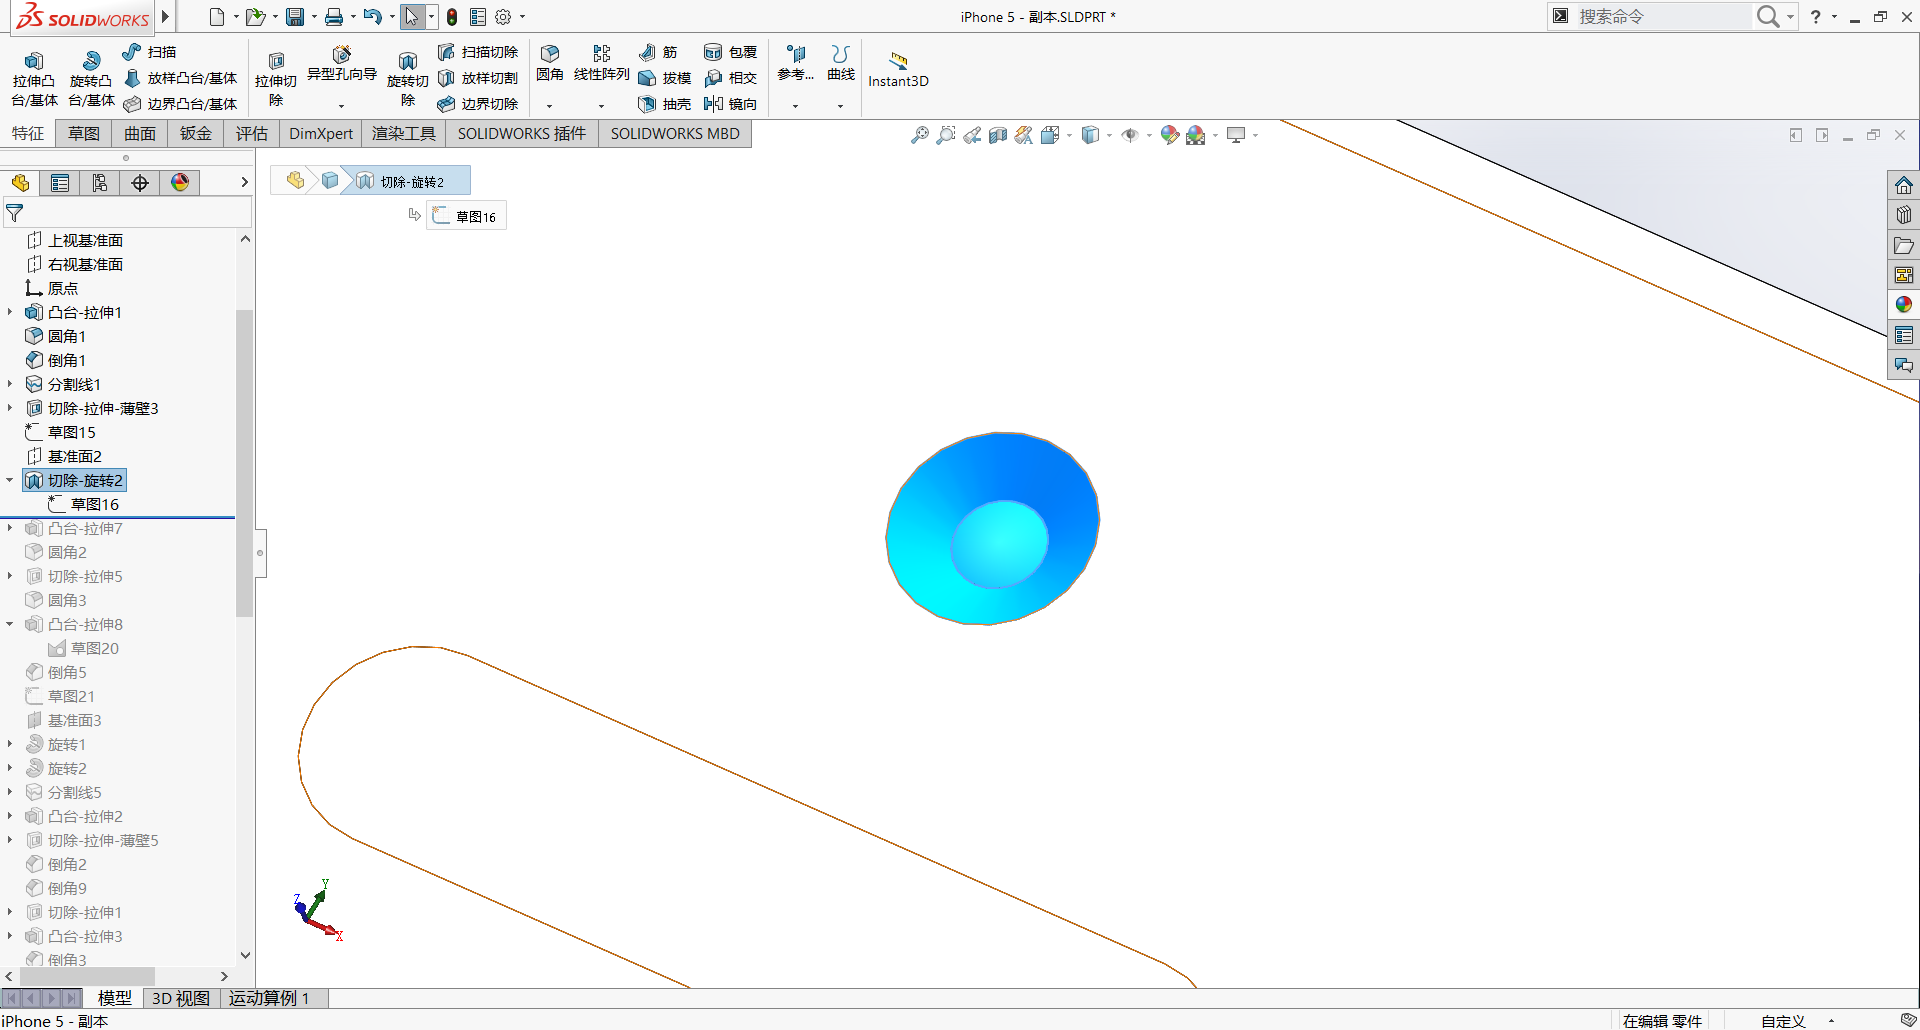 SOLIDWORKS
iPhone 5 - 副本.SLDPRT *
搜索命令
?
拉伸凸台/基体
旋转凸台/基体
扫描
放样凸台/基体
边界凸台/基体
拉伸切除
异型孔向导
旋转切除
扫描切除
放样切割
边界切除
圆角
线性阵列
筋
拔模
抽壳
包覆
相交
镜向
参考...
曲线
Instant3D
特征
草图
曲面
钣金
评估
DimXpert
渲染工具
SOLIDWORKS 插件
SOLIDWORKS MBD
切除-旋转2
草图16
上视基准面
右视基准面
原点
凸台-拉伸1
圆角1
倒角1
分割线1
切除-拉伸-薄壁3
草图15
基准面2
切除-旋转2
草图16
凸台-拉伸7
圆角2
切除-拉伸5
圆角3
凸台-拉伸8
草图20
倒角5
草图21
基准面3
旋转1
旋转2
分割线5
凸台-拉伸2
切除-拉伸-薄壁5
倒角2
倒角9
切除-拉伸1
凸台-拉伸3
倒角3
Y
Z
X
模型
3D 视图
运动算例 1
iPhone 5 - 副本
在编辑 零件
自定义